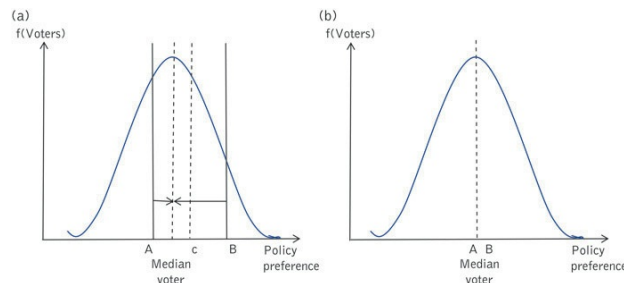 (a)
f(Voters)
A
c
B
Policy
preference
Median
voter
(b)
f(Voters)
A B
Policy
preference
Median
voter